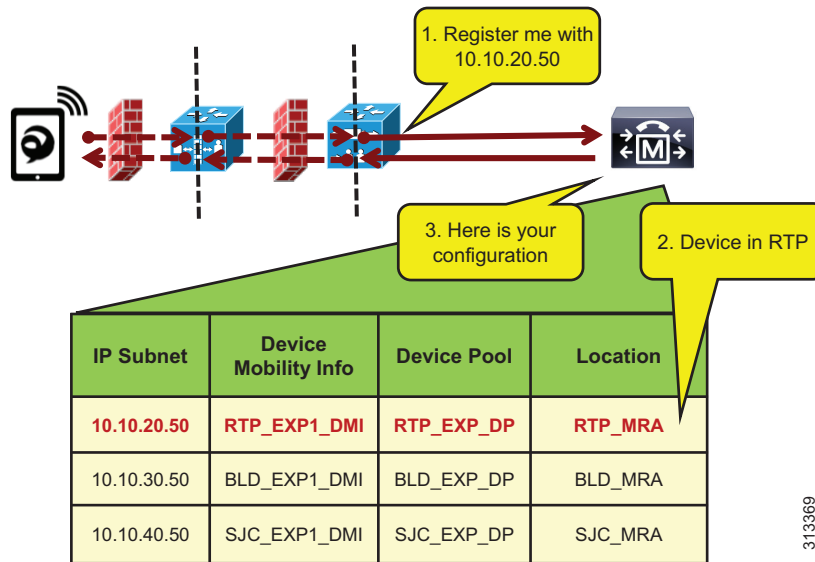 1. Register me with
10.10.20.50
M
3. Here is your
configuration
2. Device in RTP
IP Subnet
Device
Mobility Info
Device Pool
Location
10.10.20.50
RTP_EXP1_DMI
RTP_EXP_DP
RTP_MRA
10.10.30.50
BLD_EXP1_DMI
BLD_EXP_DP
BLD_MRA
10.10.40.50
SJC_EXP1_DMI
SJC_EXP_DP
SJC_MRA
313369